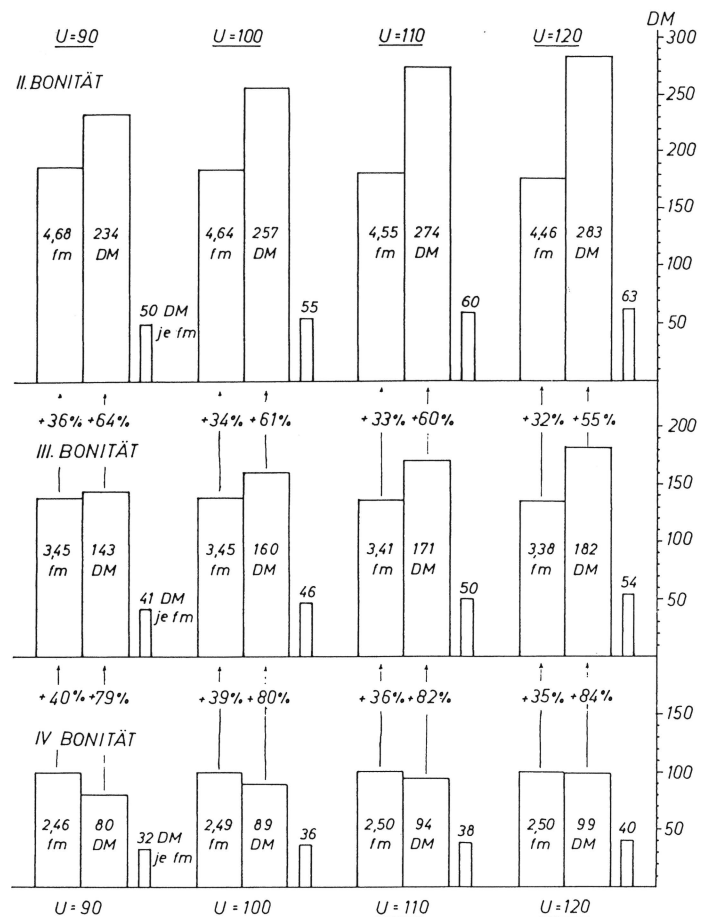 DM
U=90 U=100 U=110 U=120
300
II. BONITÄT
250
200
150
4,68 fm 234 DM 4,64 fm 257 DM 4,55 fm 274 DM 4,46 fm 283 DM
100
50 DM je fm 55 60 63
50
+36% +64% +34% +61% +33% +60% +32% +55%
200
III. BONITÄT
150
3,45 fm 143 DM 3,45 fm 160 DM 3,41 fm 171 DM 3,38 fm 182 DM
100
41 DM je fm 46 50 54
50
+40% +79% +39% +80% +36% +82% +35% +84%
150
IV BONITÄT
100
2,46 fm 80 DM 2,49 fm 89 DM 2,50 fm 94 DM 2,50 fm 99 DM
32 DM je fm 36 38 40
50
U=90 U=100 U=110 U=120